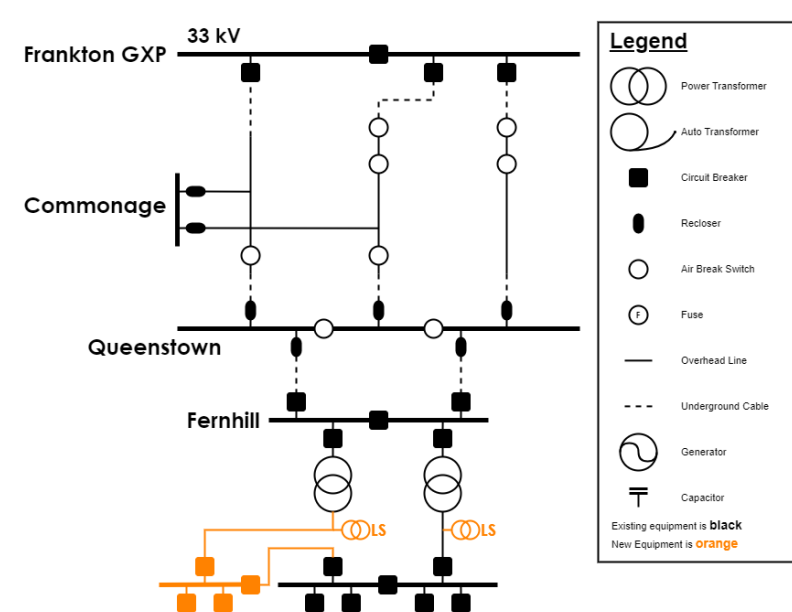 33 kV
Frankton GXP
Commonage
Queenstown
Fernhill
LS
LS
Legend
Power Transformer
Auto Transformer
Circuit Breaker
Recloser
Air Break Switch
F
Fuse
Overhead Line
Underground Cable
Generator
Capacitor
Existing equipment is black
New Equipment is orange